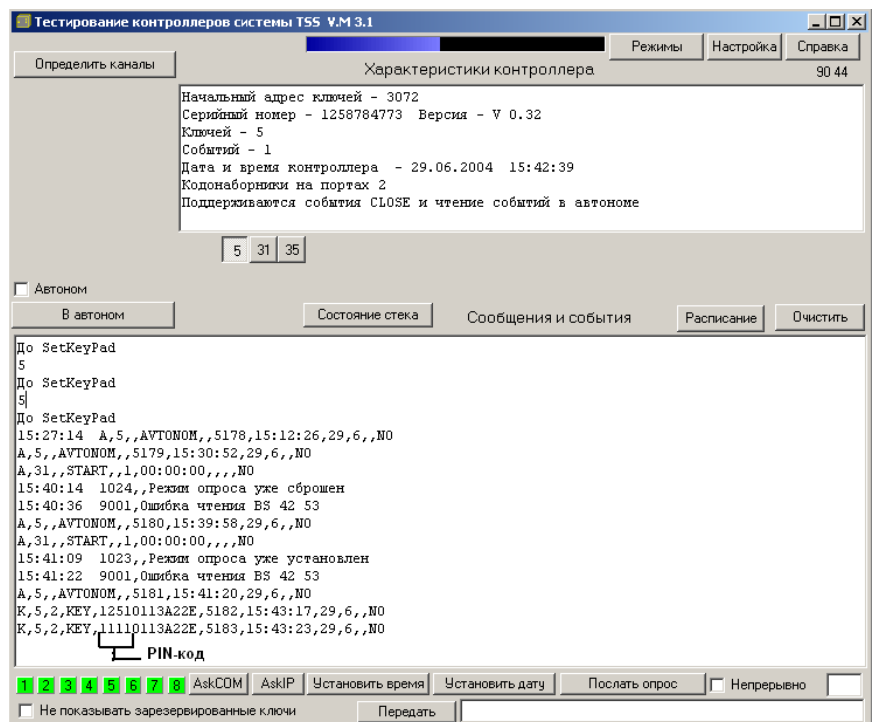 Тестирование контроллеров системы TSS V.M 3.1
Режимы Настройка Справка
Определить каналы Характеристики контроллера 90 44
Начальный адрес ключей - 3072
Серийный номер - 1258784773 Версия - V 0.32
Ключей - 5
Событий - 1
Дата и время контроллера - 29.06.2004 15:42:39
Кодонаборники на портах 2
Поддерживаются события CLOSE и чтение событий в автономе
5 31 35
Автоном
В автоном Состояние стека Сообщения и события Расписание Очистить
До SetKeyPad
5
До SetKeyPad
5
До SetKeyPad
15:27:14 A,5,,AVTONOM,,5178,15:12:26,29,6,,NO
A,5,,AVTONOM,,5179,15:30:52,29,6,,NO
A,31,,START,,1,00:00:00,,,,NO
15:40:14 1024,,Режим опроса уже сброшен
15:40:36 9001,Ошибка чтения BS 42 53
A,5,,AVTONOM,,5180,15:39:58,29,6,,NO
A,31,,START,,1,00:00:00,,,,NO
15:41:09 1023,,Режим опроса уже установлен
15:41:22 9001,Ошибка чтения BS 42 53
A,5,,AVTONOM,,5181,15:41:20,29,6,,NO
K,5,2,KEY,12510113A22E,5182,15:43:17,29,6,,NO
K,5,2,KEY,11110113A22E,5183,15:43:23,29,6,,NO
PIN-код
1 2 3 4 5 6 7 8 AskCOM AskIP Установить время Установить дату Послать опрос Непрерывно
Не показывать зарезервированные ключи Передать